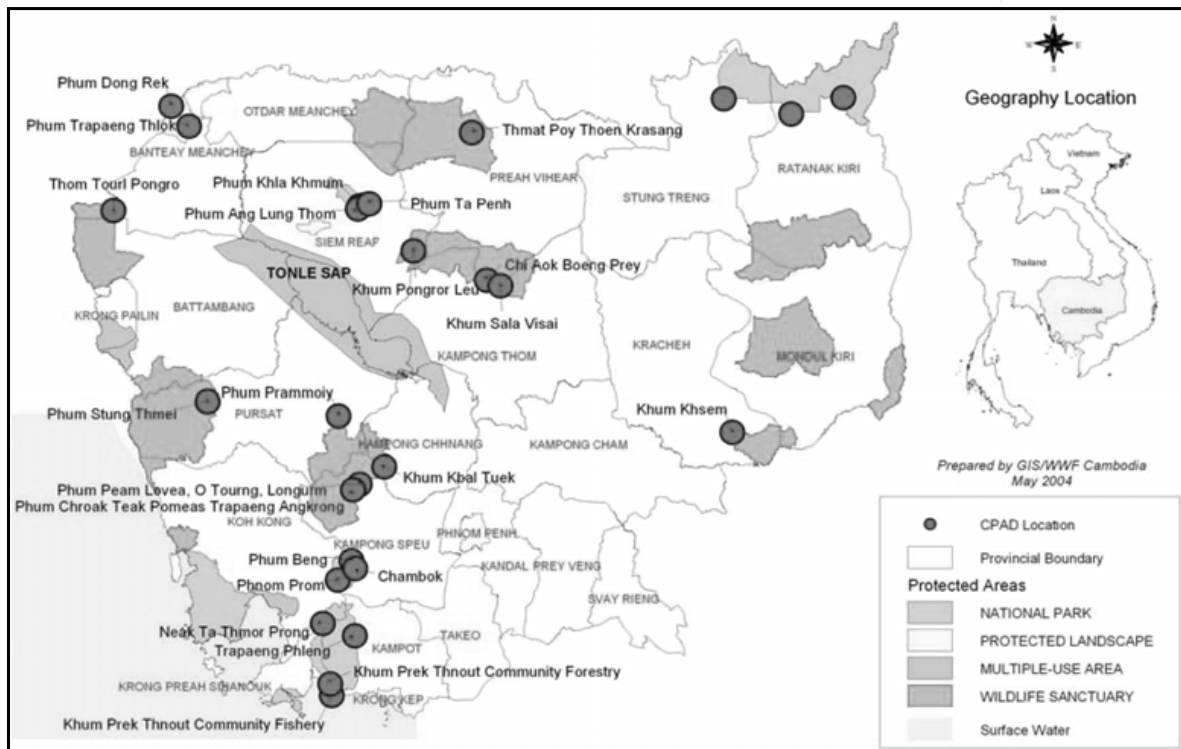 Phum Dong Rek
OTDAR MEANCHEY
Phum Trapaeng Thlok
Thmat Poy Thoen Krasang
BANTEAY MEANCHEY
Thom Tourl Pongro
Phum Khla Khmum
PREAH VIHEAR
RATANAK KIRI
STUNG TRENG
Phum Ang Lung Thom
Phum Ta Penh
SIEM REAP
TONLE SAP
Chi Aok Boeng Prey
Khum Pongror Leu
BATTAMBANG
KRONG PAILIN
Khum Sala Visai
KAMPONG THOM
KRACHEH
MONDUL KIRI
Phum Prammoiy
Phum Stung Thmei
PURSAT
Khum Khsem
KAMPONG CHHNANG
KAMPONG CHAM
Khum Kbal Tuek
Phum Peam Lovea, O Tourng, Longuim
Phum Chroak Teak Pomeas Trapaeng Angkrong
KOH KONG
PHNOM PENH
KAMPONG SPEU
Phum Beng
Chambok
KANDAL
PREY VENG
Phnom Prom
SVAY RIENG
Neak Ta Thmor Prong
Trapaeng Phleng
KAMPOT
TAKEO
Khum Prek Thnout Community Forestry
KRONG PREAH SIHANOUK
KRONG KEP
Khum Prek Thnout Community Fishery
N
W
E
S
Geography Location
Vietnam
Laos
Thailand
Cambodia
Prepared by GIS/WWF Cambodia
May 2004
CPAD Location
Provincial Boundary
Protected Areas
NATIONAL PARK
PROTECTED LANDSCAPE
MULTIPLE-USE AREA
WILDLIFE SANCTUARY
Surface Water